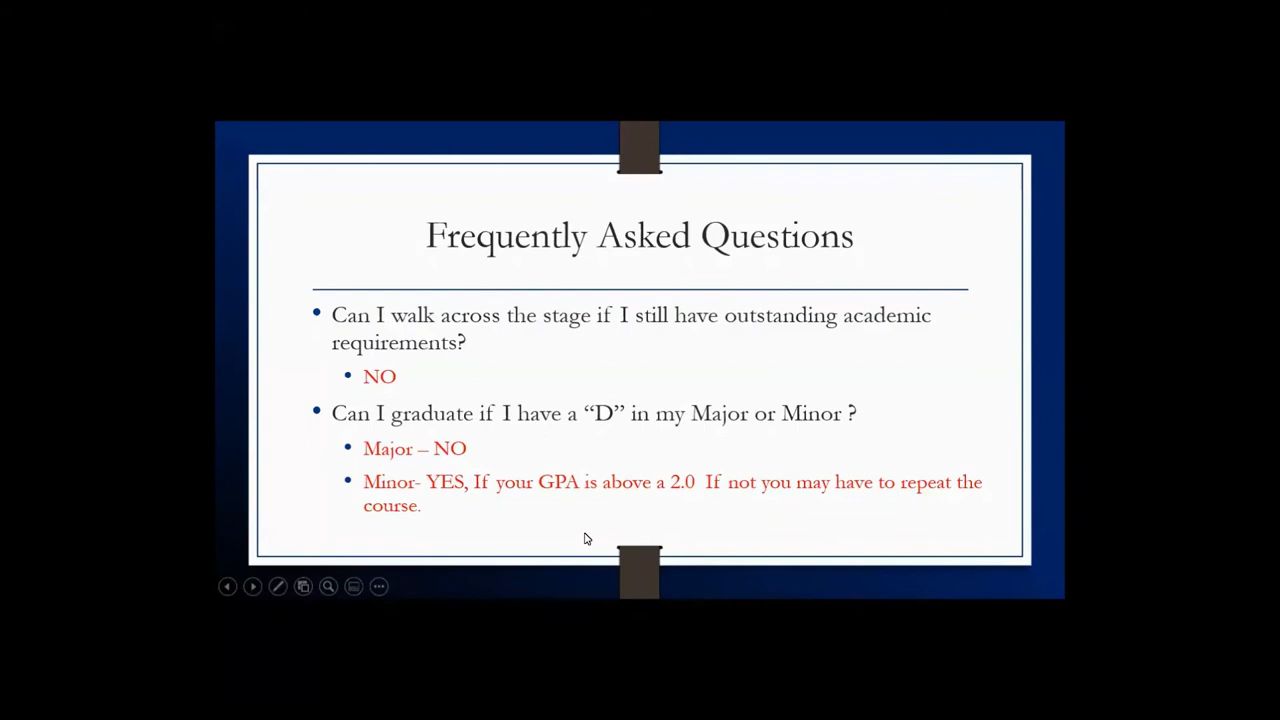 Frequently Asked Questions
• Can I walk across the stage if I still have outstanding academic
requirements?
• NO
• Can I graduate if I have a “D” in my Major or Minor ?
• Major – NO
• Minor- YES, If your GPA is above a 2.0 If not you may have to repeat the
course.